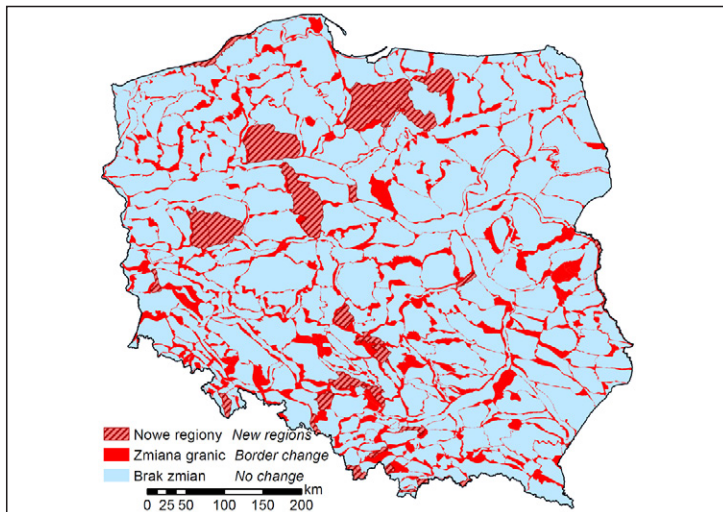 Nowe regiony New regions
Zmiana granic Border change
Brak zmian No change
km
0 25 50 100 150 200